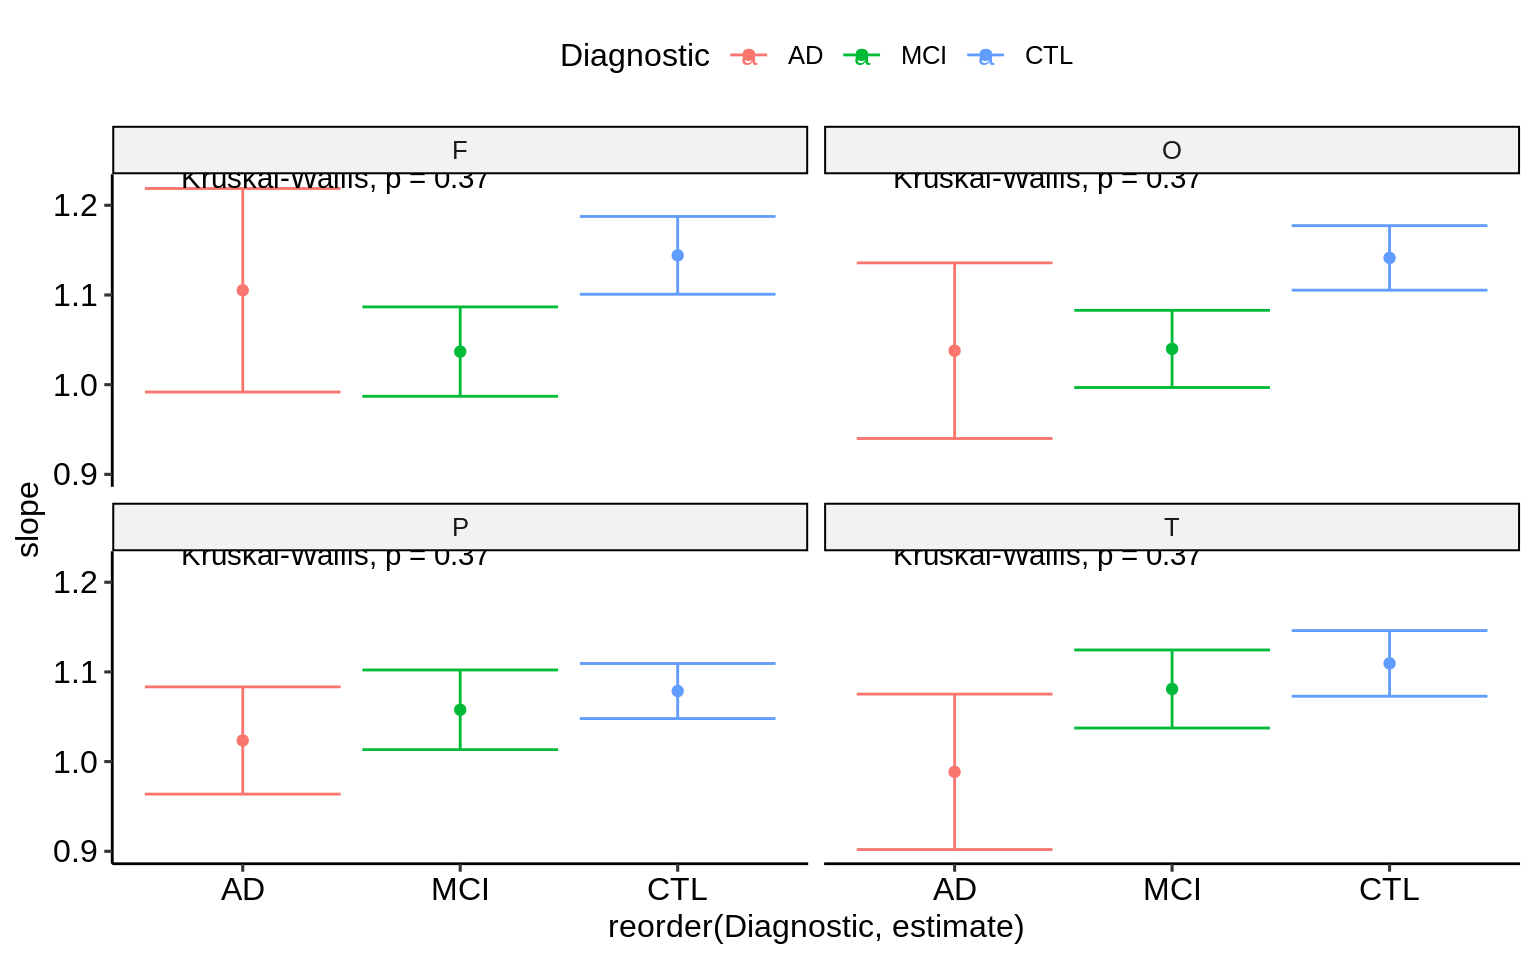 Diagnostic a AD a MCI a CTL
F
O
Kruskal-Wallis, p = 0.37
Kruskal-Wallis, p = 0.37
1.2
1.1
1.0
0.9
slope
P
T
Kruskal-Wallis, p = 0.37
Kruskal-Wallis, p = 0.37
1.2
1.1
1.0
0.9
AD MCI CTL
AD MCI CTL
reorder(Diagnostic, estimate)